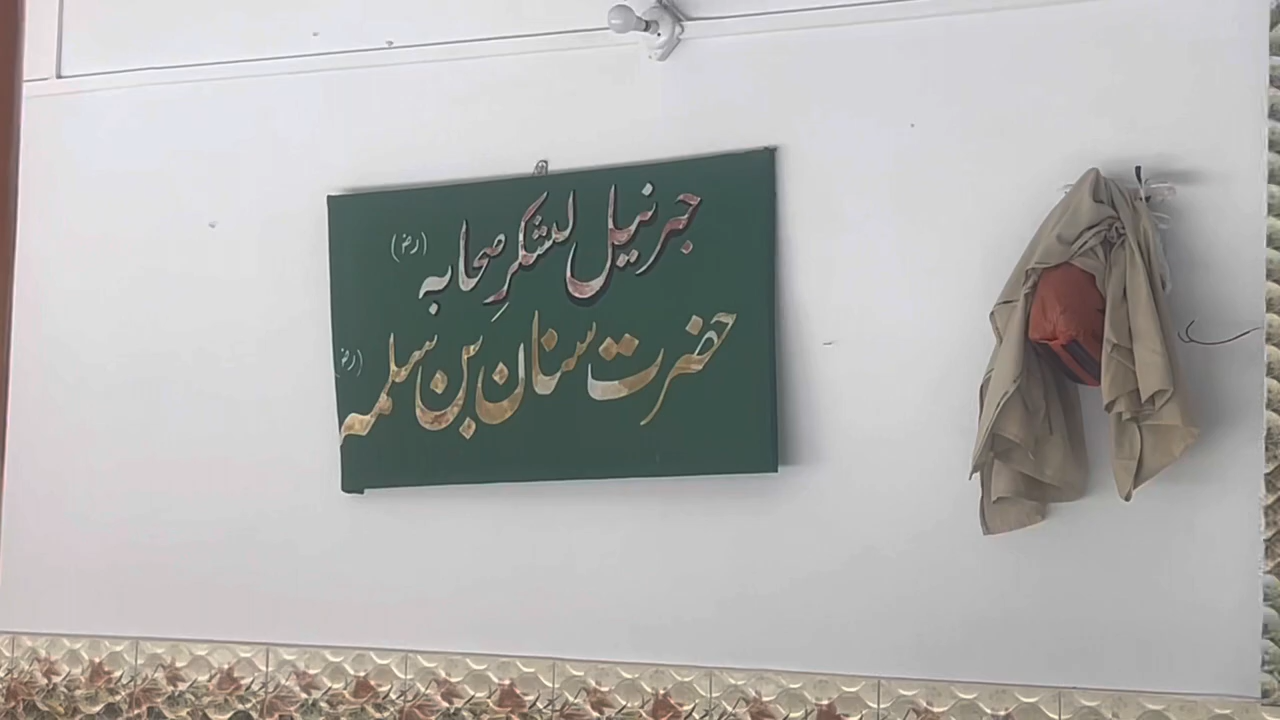 جرنیل لشکرِ صحابہ (رض)
حضرت سنان بن سلمہ (رض)